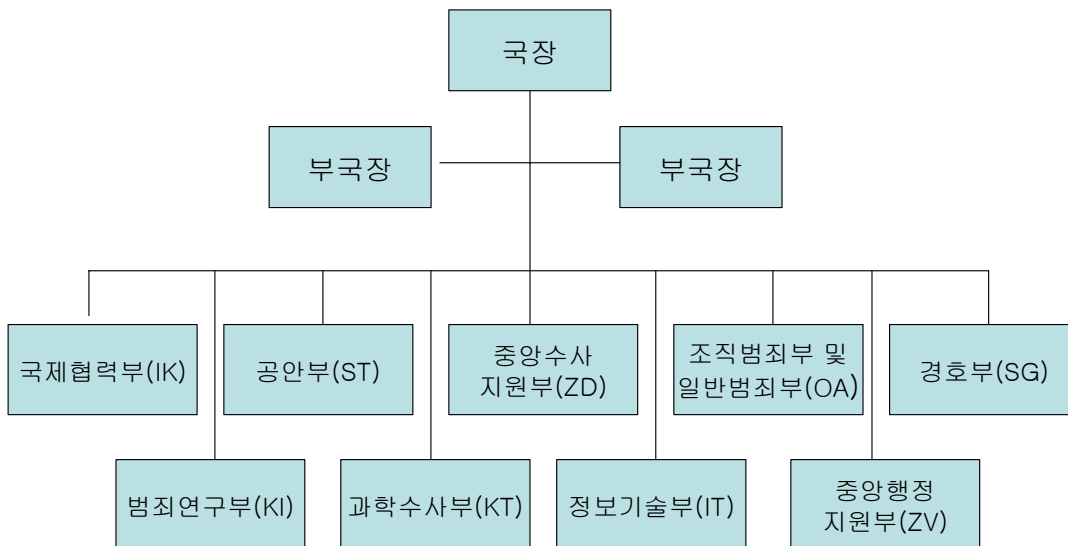 국장
부국장
부국장
국제협력부(IK)
공안부(ST)
중앙수사
지원부(ZD)
조직범죄부 및
일반범죄부(OA)
경호부(SG)
범죄연구부(KI)
과학수사부(KT)
정보기술부(IT)
중앙행정
지원부(ZV)